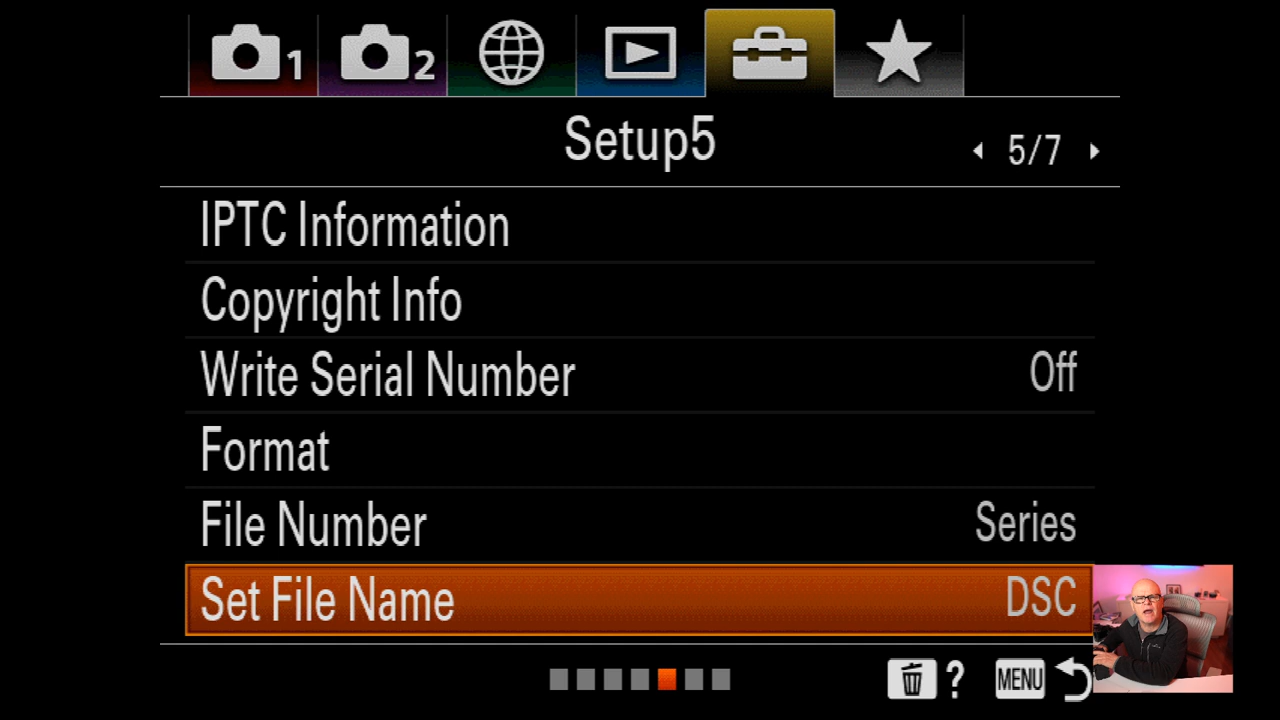 1 2
Setup5 5/7
IPTC Information
Copyright Info
Write Serial Number Off
Format
File Number Series
Set File Name DSC
? MENU